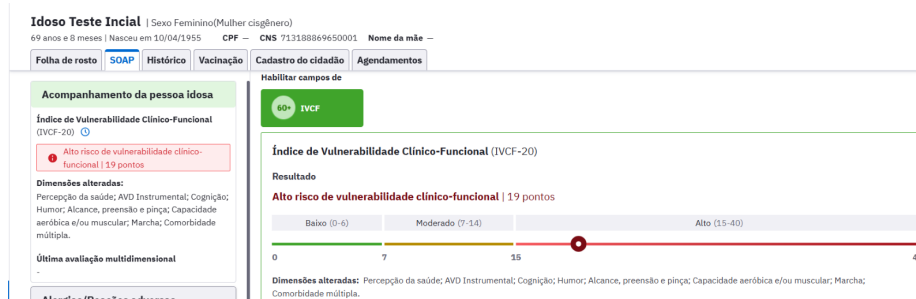 Idoso Teste Incial | Sexo Feminino(Mulher cisgênero)
69 anos e 8 meses | Nasceu em 10/04/1955 CPF — CNS 713188869650001 Nome da mãe —
Folha de rosto SOAP Histórico Vacinação Cadastro do cidadão Agendamentos
Acompanhamento da pessoa idosa
Índice de Vulnerabilidade Clínico-Funcional
(IVCF-20)
Alto risco de vulnerabilidade clínico-
funcional | 19 pontos
Dimensões alteradas:
Percepção da saúde; AVD Instrumental; Cognição;
Humor; Alcance, preensão e pinça; Capacidade
aeróbica e/ou muscular; Marcha; Comorbidade
múltipla.
Última avaliação multidimensional
-
Habilitar campos de
60+ IVCF
Índice de Vulnerabilidade Clínico-Funcional (IVCF-20)
Resultado
Alto risco de vulnerabilidade clínico-funcional | 19 pontos
Baixo (0-6) Moderado (7-14) Alto (15-40)
0 7 15 4
Dimensões alteradas: Percepção da saúde; AVD Instrumental; Cognição; Humor; Alcance, preensão e pinça; Capacidade aeróbica e/ou muscular; Marcha;
Comorbidade múltipla.